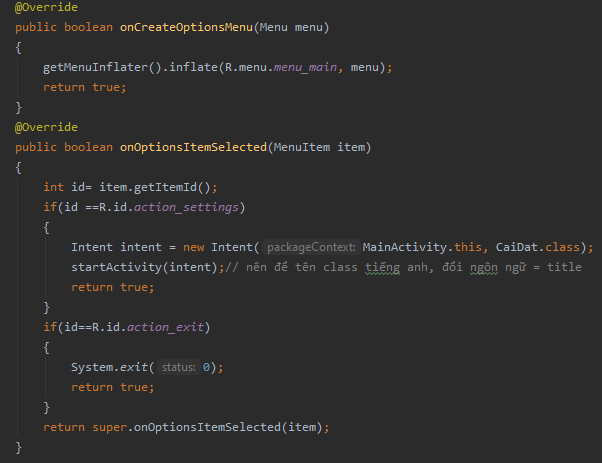 @Override
public boolean onCreateOptionsMenu(Menu menu)
{
getMenuInflater().inflate(R.menu.menu_main, menu);
return true;
}
@Override
public boolean onOptionsItemSelected(MenuItem item)
{
int id= item.getItemId();
if(id ==R.id.action_settings)
{
Intent intent = new Intent( packageContext: MainActivity.this, CaiDat.class);
startActivity(intent);// nên để tên class tiếng anh, đổi ngôn ngữ = title
return true;
}
if(id==R.id.action_exit)
{
System.exit( status: 0);
return true;
}
return super.onOptionsItemSelected(item);
}